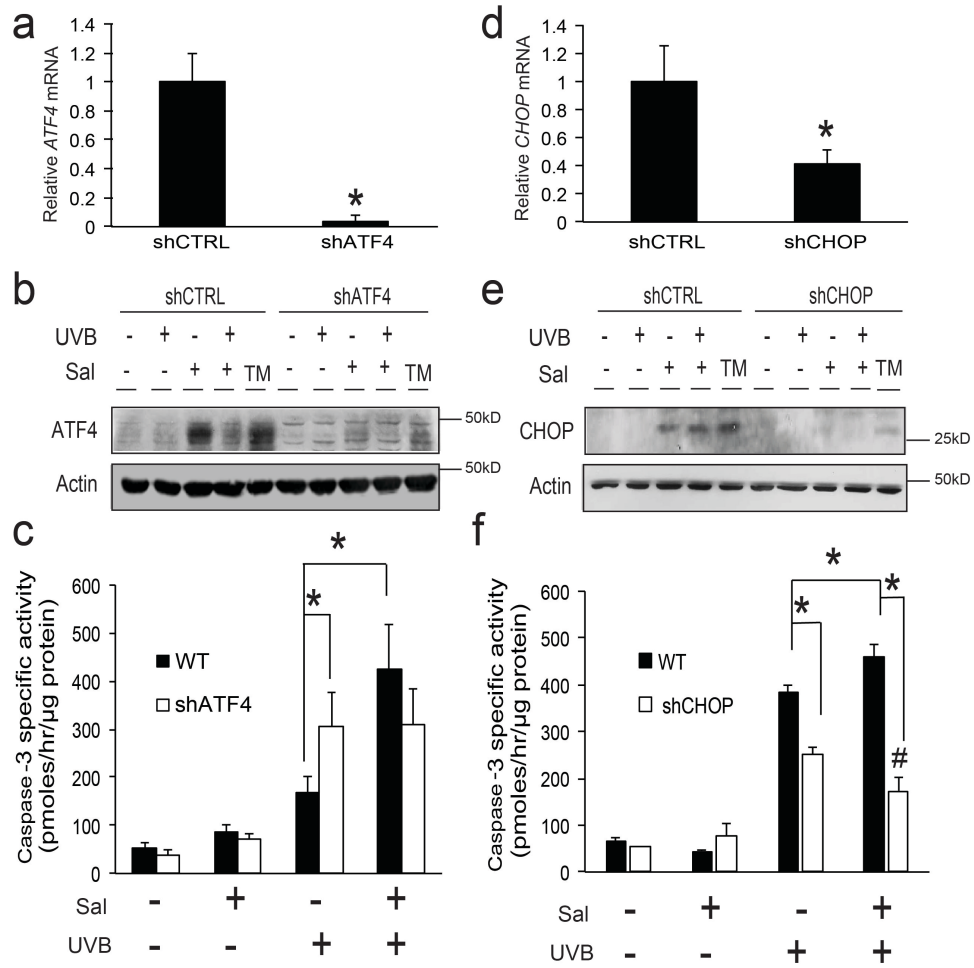 a
Relative ATF4 mRNA
1.4
1.2
1
0.8
0.6
0.4
0.2
0
*
shCTRL shATF4
d
Relative CHOP mRNA
1.4
1.2
1
0.8
0.6
0.4
0.2
0
*
shCTRL shCHOP
b
shCTRL shATF4
UVB - + - + - + - +
Sal - - + + TM - - + + TM
ATF4
50kD
Actin
50kD
e
shCTRL shCHOP
UVB - + - + - + - +
Sal - - + + TM - - + + TM
CHOP
25kD
Actin
50kD
c
Caspase-3 specific activity
(pmoles/hr/µg protein)
600
500
400
300
200
100
0
WT
shATF4
*
*
Sal - + - +
UVB - - + +
f
Caspase-3 specific activity
(pmoles/hr/µg protein)
600
500
400
300
200
100
0
WT
shCHOP
*
*
*
#
Sal - + - +
UVB - - + +